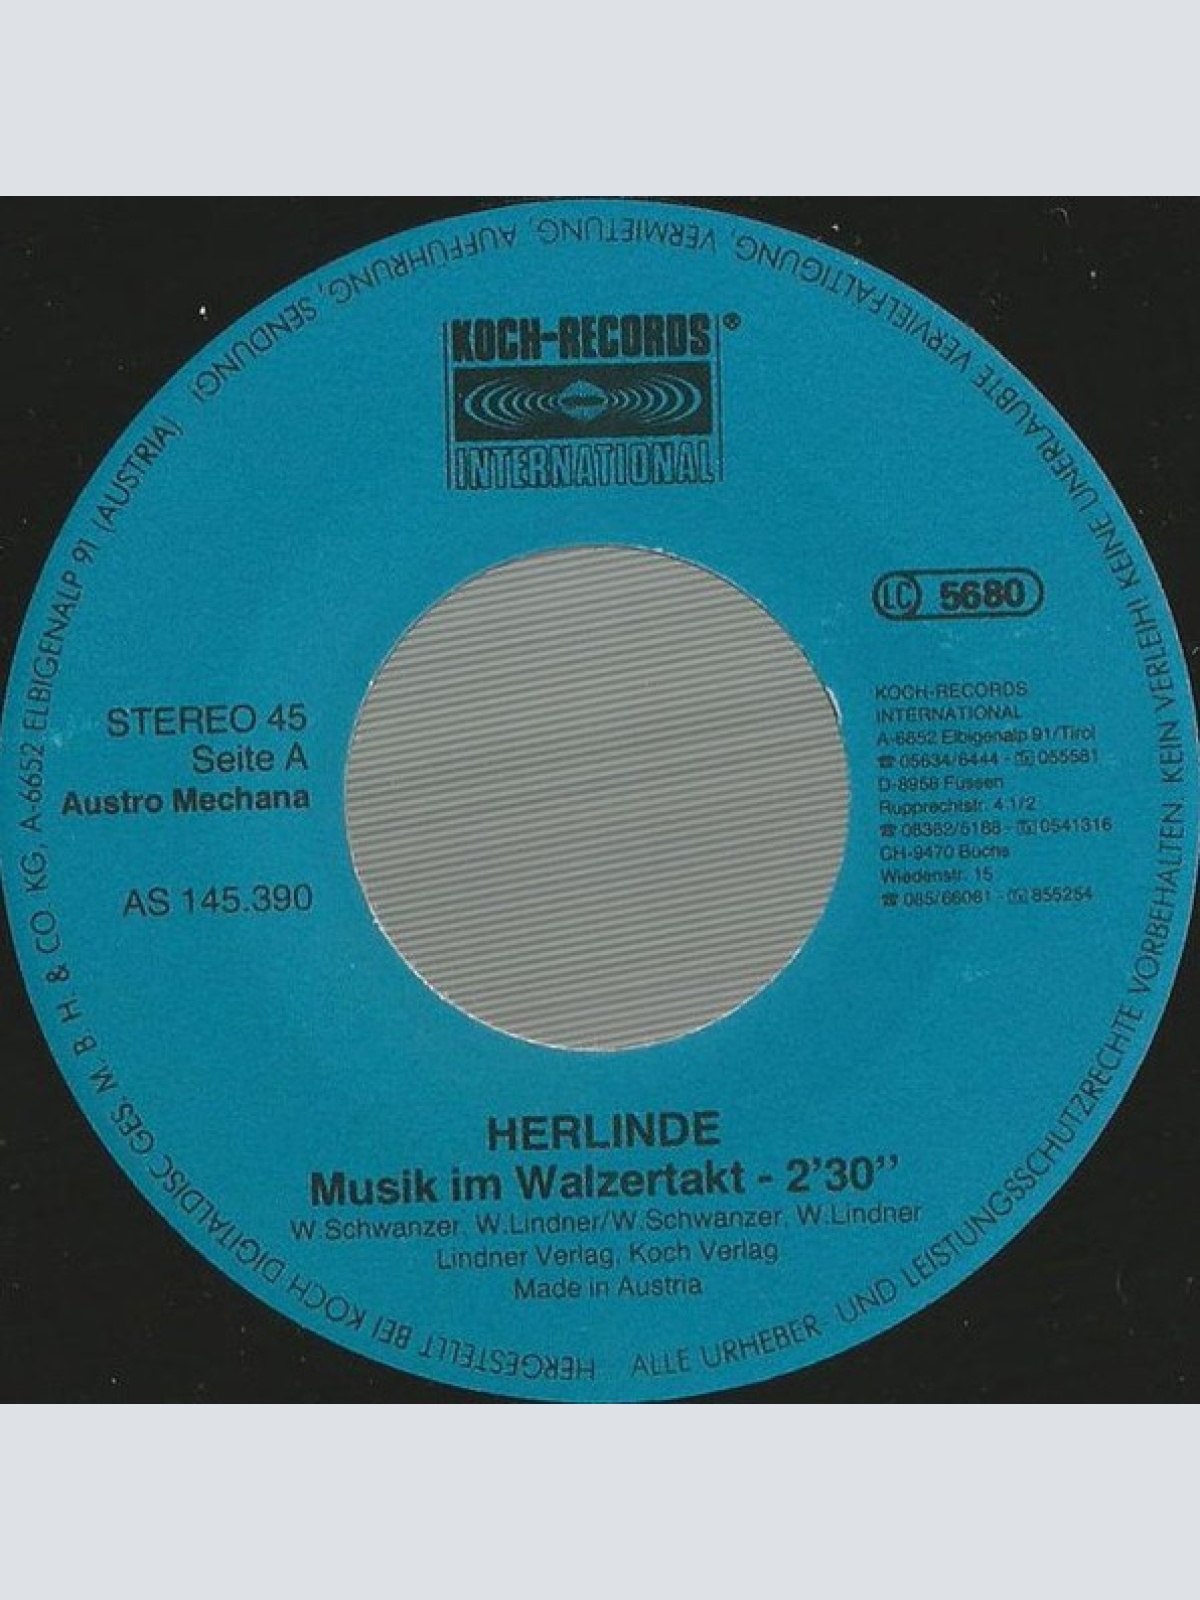 KOCH-RECORDS ®
INTERNATIONAL
LC 5680
STEREO 45
Seite A
Austro Mechana
AS 145.390
KOCH-RECORDS
INTERNATIONAL
A-6652 Elbigenalp 91/Tirol
☎ 05634/6444 - 055581
D-8958 Füssen
Rupprechtstr. 4 1/2
☎ 08362/5188 - 0541316
CH-9470 Buchs
Wiedenstr. 15
☎ 085/66061 - 855254
HERLINDE
Musik im Walzertakt - 2’30”
W.Schwanzer, W.Lindner/W.Schwanzer, W.Lindner
Lindner Verlag, Koch Verlag
Made in Austria
HERGESTELLT BEI KOCH DIGITALDISC GES. M. B H. & CO KG, A-6652 ELBIGENALP 91 (AUSTRIA)
ALLE URHEBER- UND LEISTUNGSSCHUTZRECHTE VORBEHALTEN. KEIN VERLEIH! KEINE UNERLAUBTE VERVIELFÄLTIGUNG, VERMIETUNG, AUFFÜHRUNG, SENDUNG!